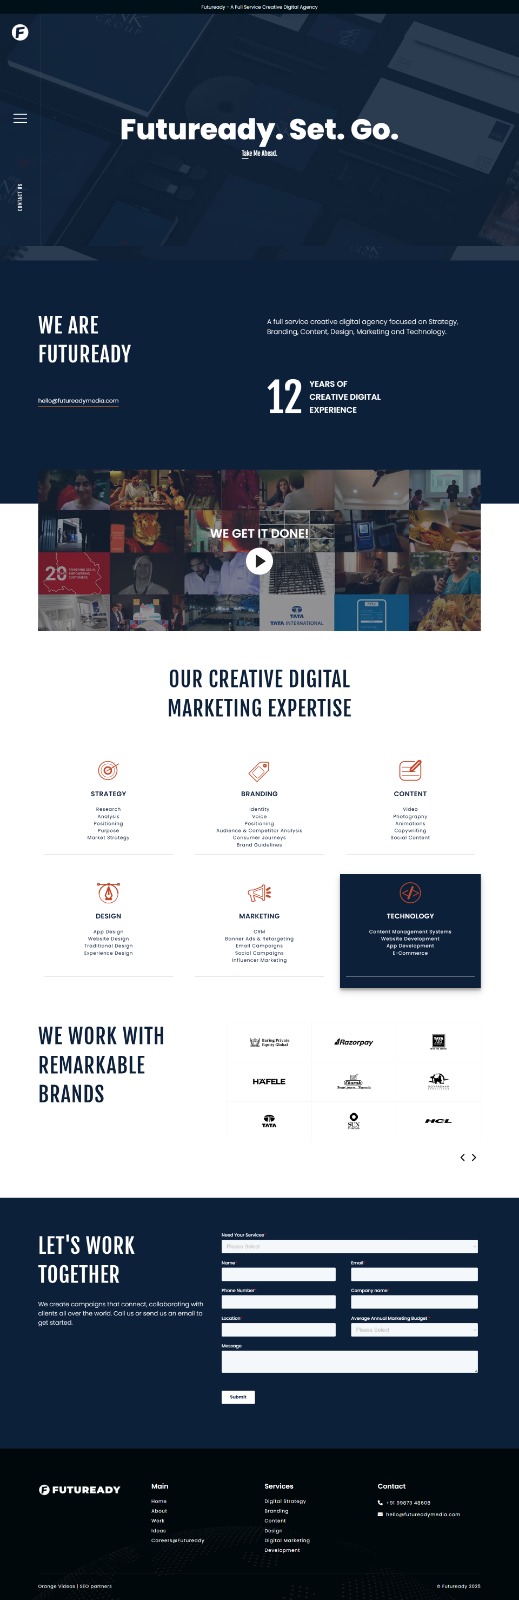 Futuready - A Full Service Creative Digital Agency
Futuready. Set. Go.
Take Me Ahead.
CONTACT US
WE ARE
FUTUREADY
hello@futureadymedia.com
A full service creative digital agency focused on Strategy,
Branding, Content, Design, Marketing and Technology.
12
YEARS OF
CREATIVE DIGITAL
EXPERIENCE
WE GET IT DONE!
20
TATA
TATA INTERNATIONAL
OUR CREATIVE DIGITAL
MARKETING EXPERTISE
STRATEGY
Research
Analysis
Positioning
Purpose
Market Strategy
BRANDING
Identity
Voice
Positioning
Audience & Competitor Analysis
Consumer Journeys
Brand Guidelines
CONTENT
Video
Photography
Animations
Copywriting
Social Content
DESIGN
App Design
Website Design
Traditional Design
Experience Design
MARKETING
CRM
Banner Ads & Retargeting
Email Campaigns
Social Campaigns
Influencer Marketing
TECHNOLOGY
Content Management Systems
Website Development
App Development
E-Commerce
WE WORK WITH
REMARKABLE
BRANDS
Baring Private
Equity Global
Razorpay
HÄFELE
TATA
SUN
HCL
LET'S WORK
TOGETHER
We create campaigns that connect, collaborating with
clients all over the world. Call us or send us an email to
get started.
Need Your Services
Please Select
Name
Email
Phone Number
Company name
Location
Average Annual Marketing Budget
Please Select
Message
Submit
FUTUREADY
Main
Home
About
Work
Ideas
Careers@Futuready
Services
Digital Strategy
Branding
Content
Design
Digital Marketing
Development
Contact
+91 99873 48608
hello@futureadymedia.com
Orange Videos | SEO partners
© Futuready 2025